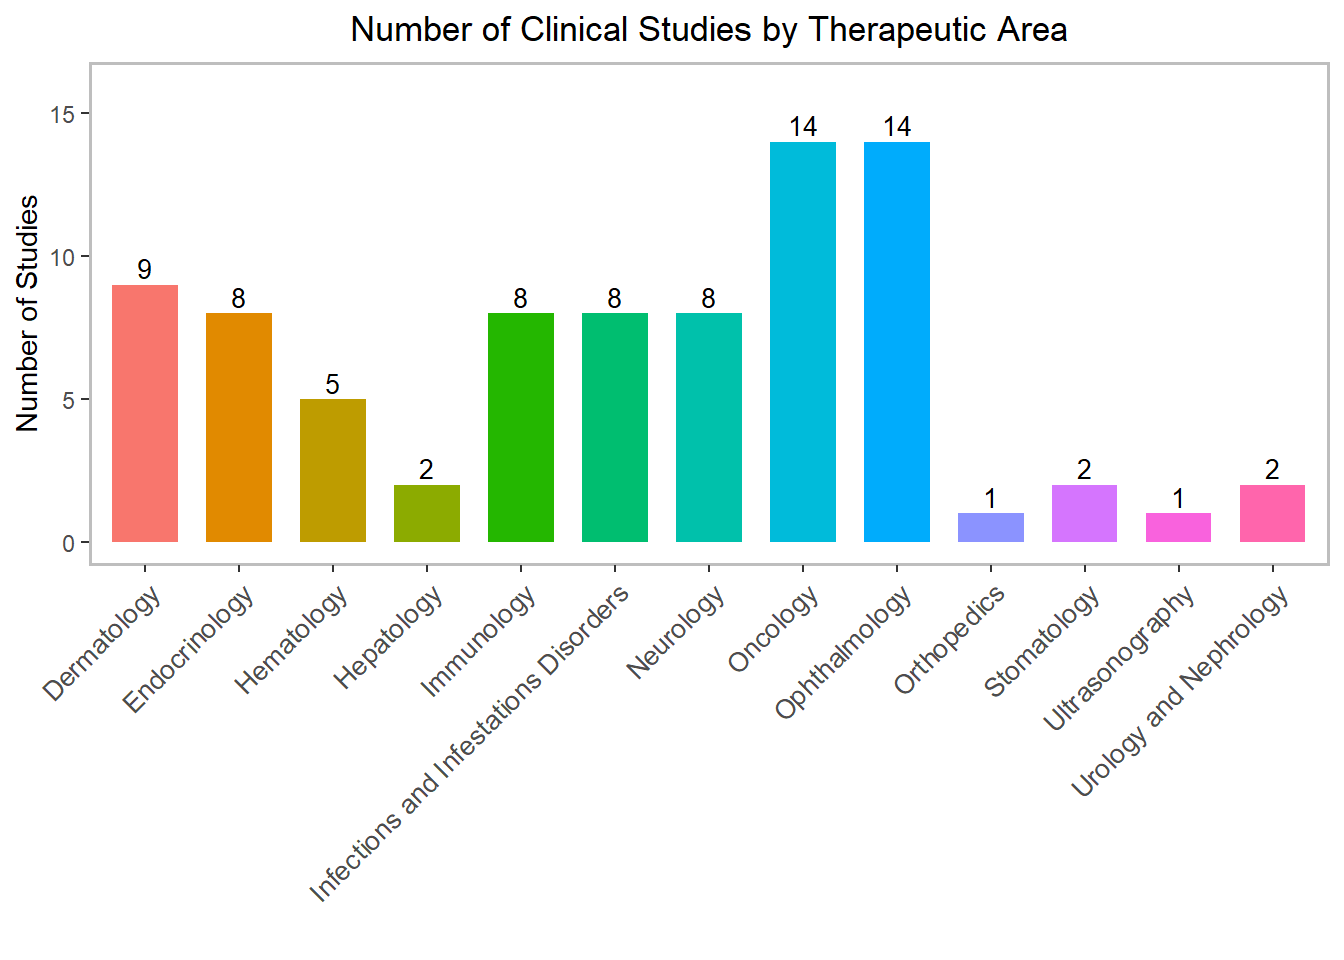 Number of Clinical Studies by Therapeutic Area
Number of Studies
15
10
5
0
9
8
5
2
8
8
8
14
14
1
2
1
2
Dermatology
Endocrinology
Hematology
Hepatology
Immunology
Infections and Infestations Disorders
Neurology
Oncology
Ophthalmology
Orthopedics
Stomatology
Ultrasonography
Urology and Nephrology